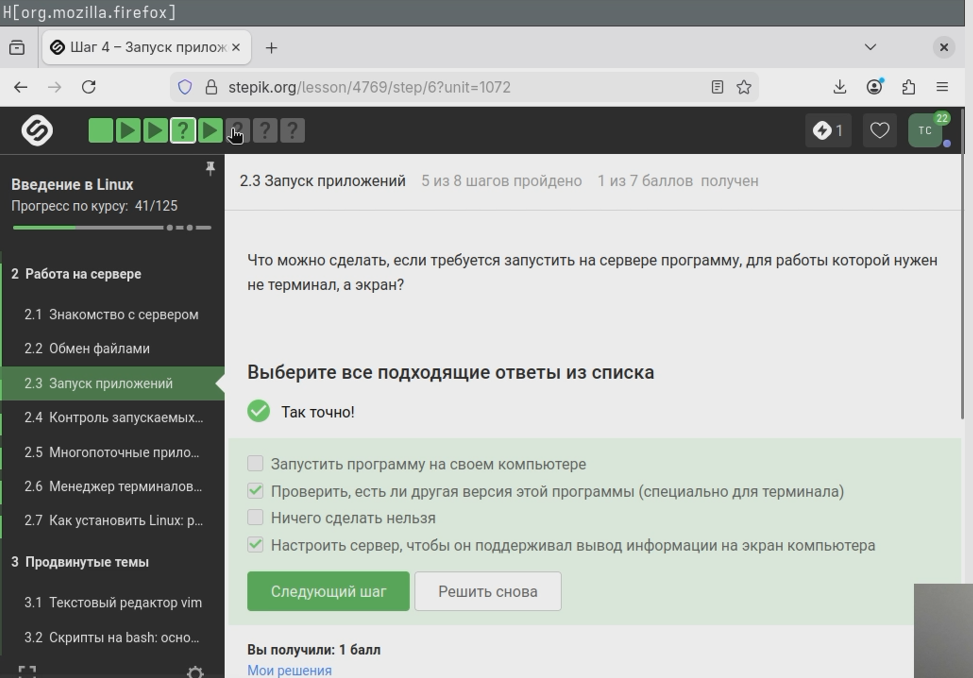 H[org.mozilla.firefox]
Шаг 4 – Запуск прилож
stepik.org/lesson/4769/step/6?unit=1072
? ? ? ?
1
TC
22
Введение в Linux
Прогресс по курсу: 41/125
2 Работа на сервере
2.1 Знакомство с сервером
2.2 Обмен файлами
2.3 Запуск приложений
2.4 Контроль запускаемых...
2.5 Многопоточные прило...
2.6 Менеджер терминалов...
2.7 Как установить Linux: р...
3 Продвинутые темы
3.1 Текстовый редактор vim
3.2 Скрипты на bash: осно...
2.3 Запуск приложений 5 из 8 шагов пройдено 1 из 7 баллов получен
Что можно сделать, если требуется запустить на сервере программу, для работы которой нужен
не терминал, а экран?
Выберите все подходящие ответы из списка
Так точно!
Запустить программу на своем компьютере
Проверить, есть ли другая версия этой программы (специально для терминала)
Ничего сделать нельзя
Настроить сервер, чтобы он поддерживал вывод информации на экран компьютера
Следующий шаг
Решить снова
Вы получили: 1 балл
Мои решения